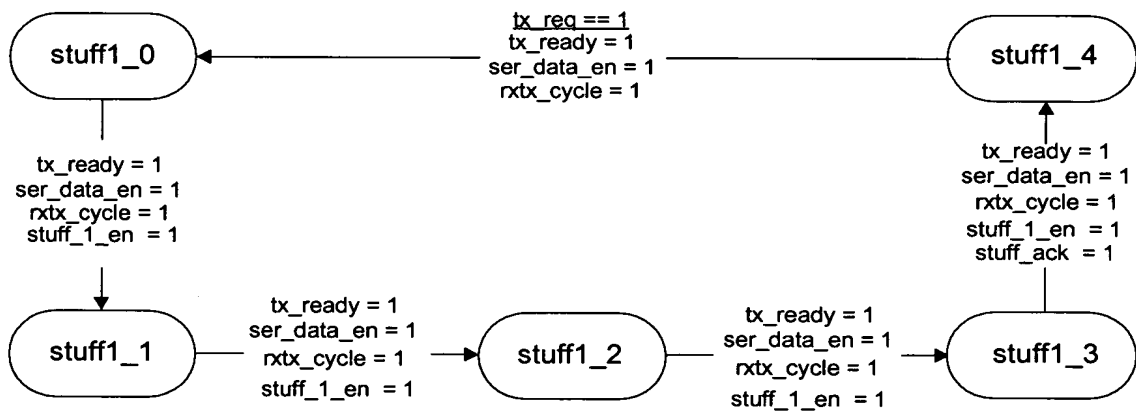 stuff1_0
tx_req == 1
tx_ready = 1
ser_data_en = 1
rxtx_cycle = 1
stuff1_4
tx_ready = 1
ser_data_en = 1
rxtx_cycle = 1
stuff_1_en = 1
tx_ready = 1
ser_data_en = 1
rxtx_cycle = 1
stuff_1_en = 1
stuff_ack = 1
stuff1_1
tx_ready = 1
ser_data_en = 1
rxtx_cycle = 1
stuff_1_en = 1
stuff1_2
tx_ready = 1
ser_data_en = 1
rxtx_cycle = 1
stuff_1_en = 1
stuff1_3